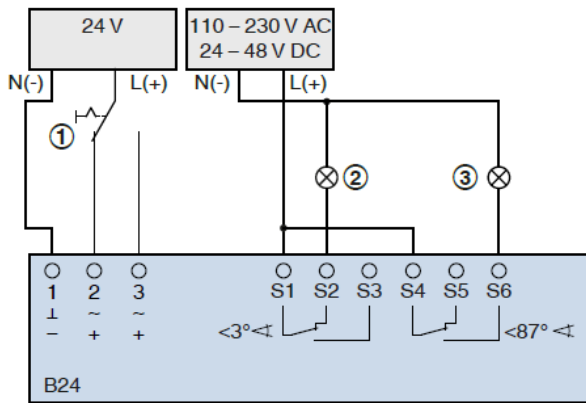 24 V
110 – 230 V AC
24 – 48 V DC
N(-) L(+) N(-) L(+)
①
② ③
1 2 3 S1 S2 S3 S4 S5 S6
⊥ ~ ~
– + +
<3°∢ <87°∢
B24